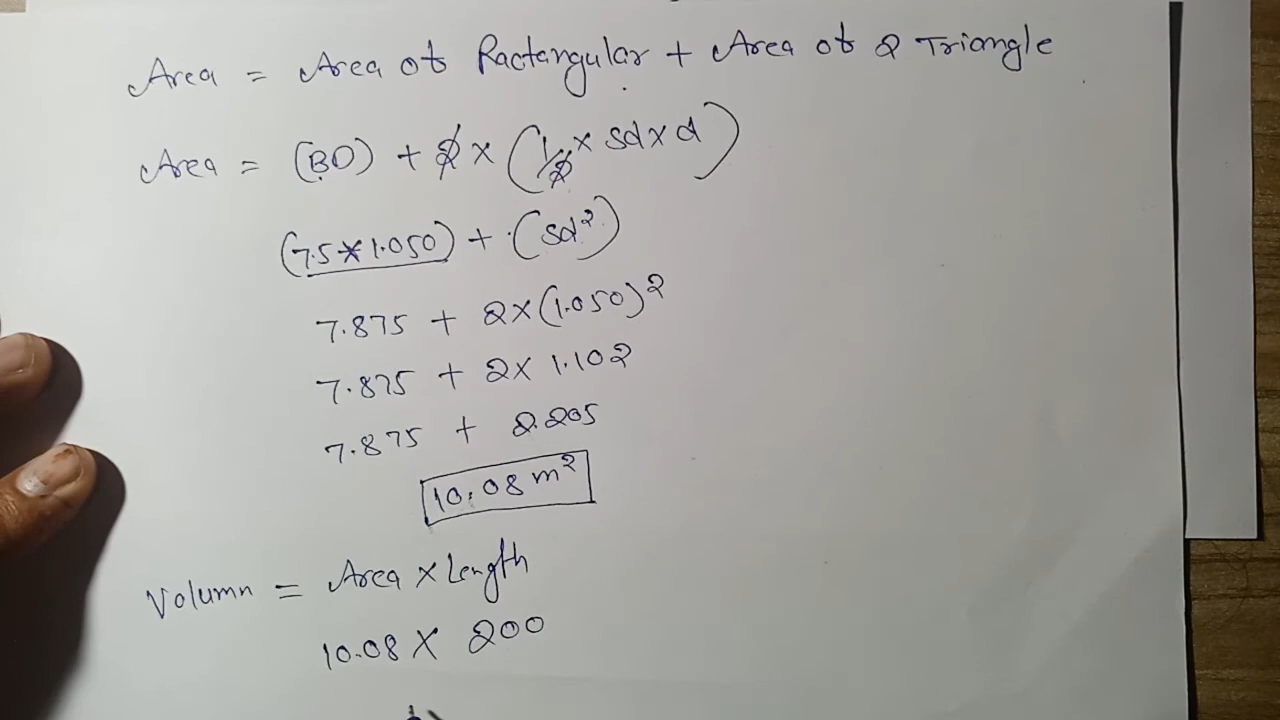 Area = Area of Ractangular + Area of 2 Triangle
Area = (BD) + 2 × (1/2 × Sd × d)
(7.5*1.050) + (Sd²)
7.875 + 2×(1.050)²
7.875 + 2× 1.102
7.875 + 2.205
10.08 m²
Volumn = Area × Length
10.08 × 200